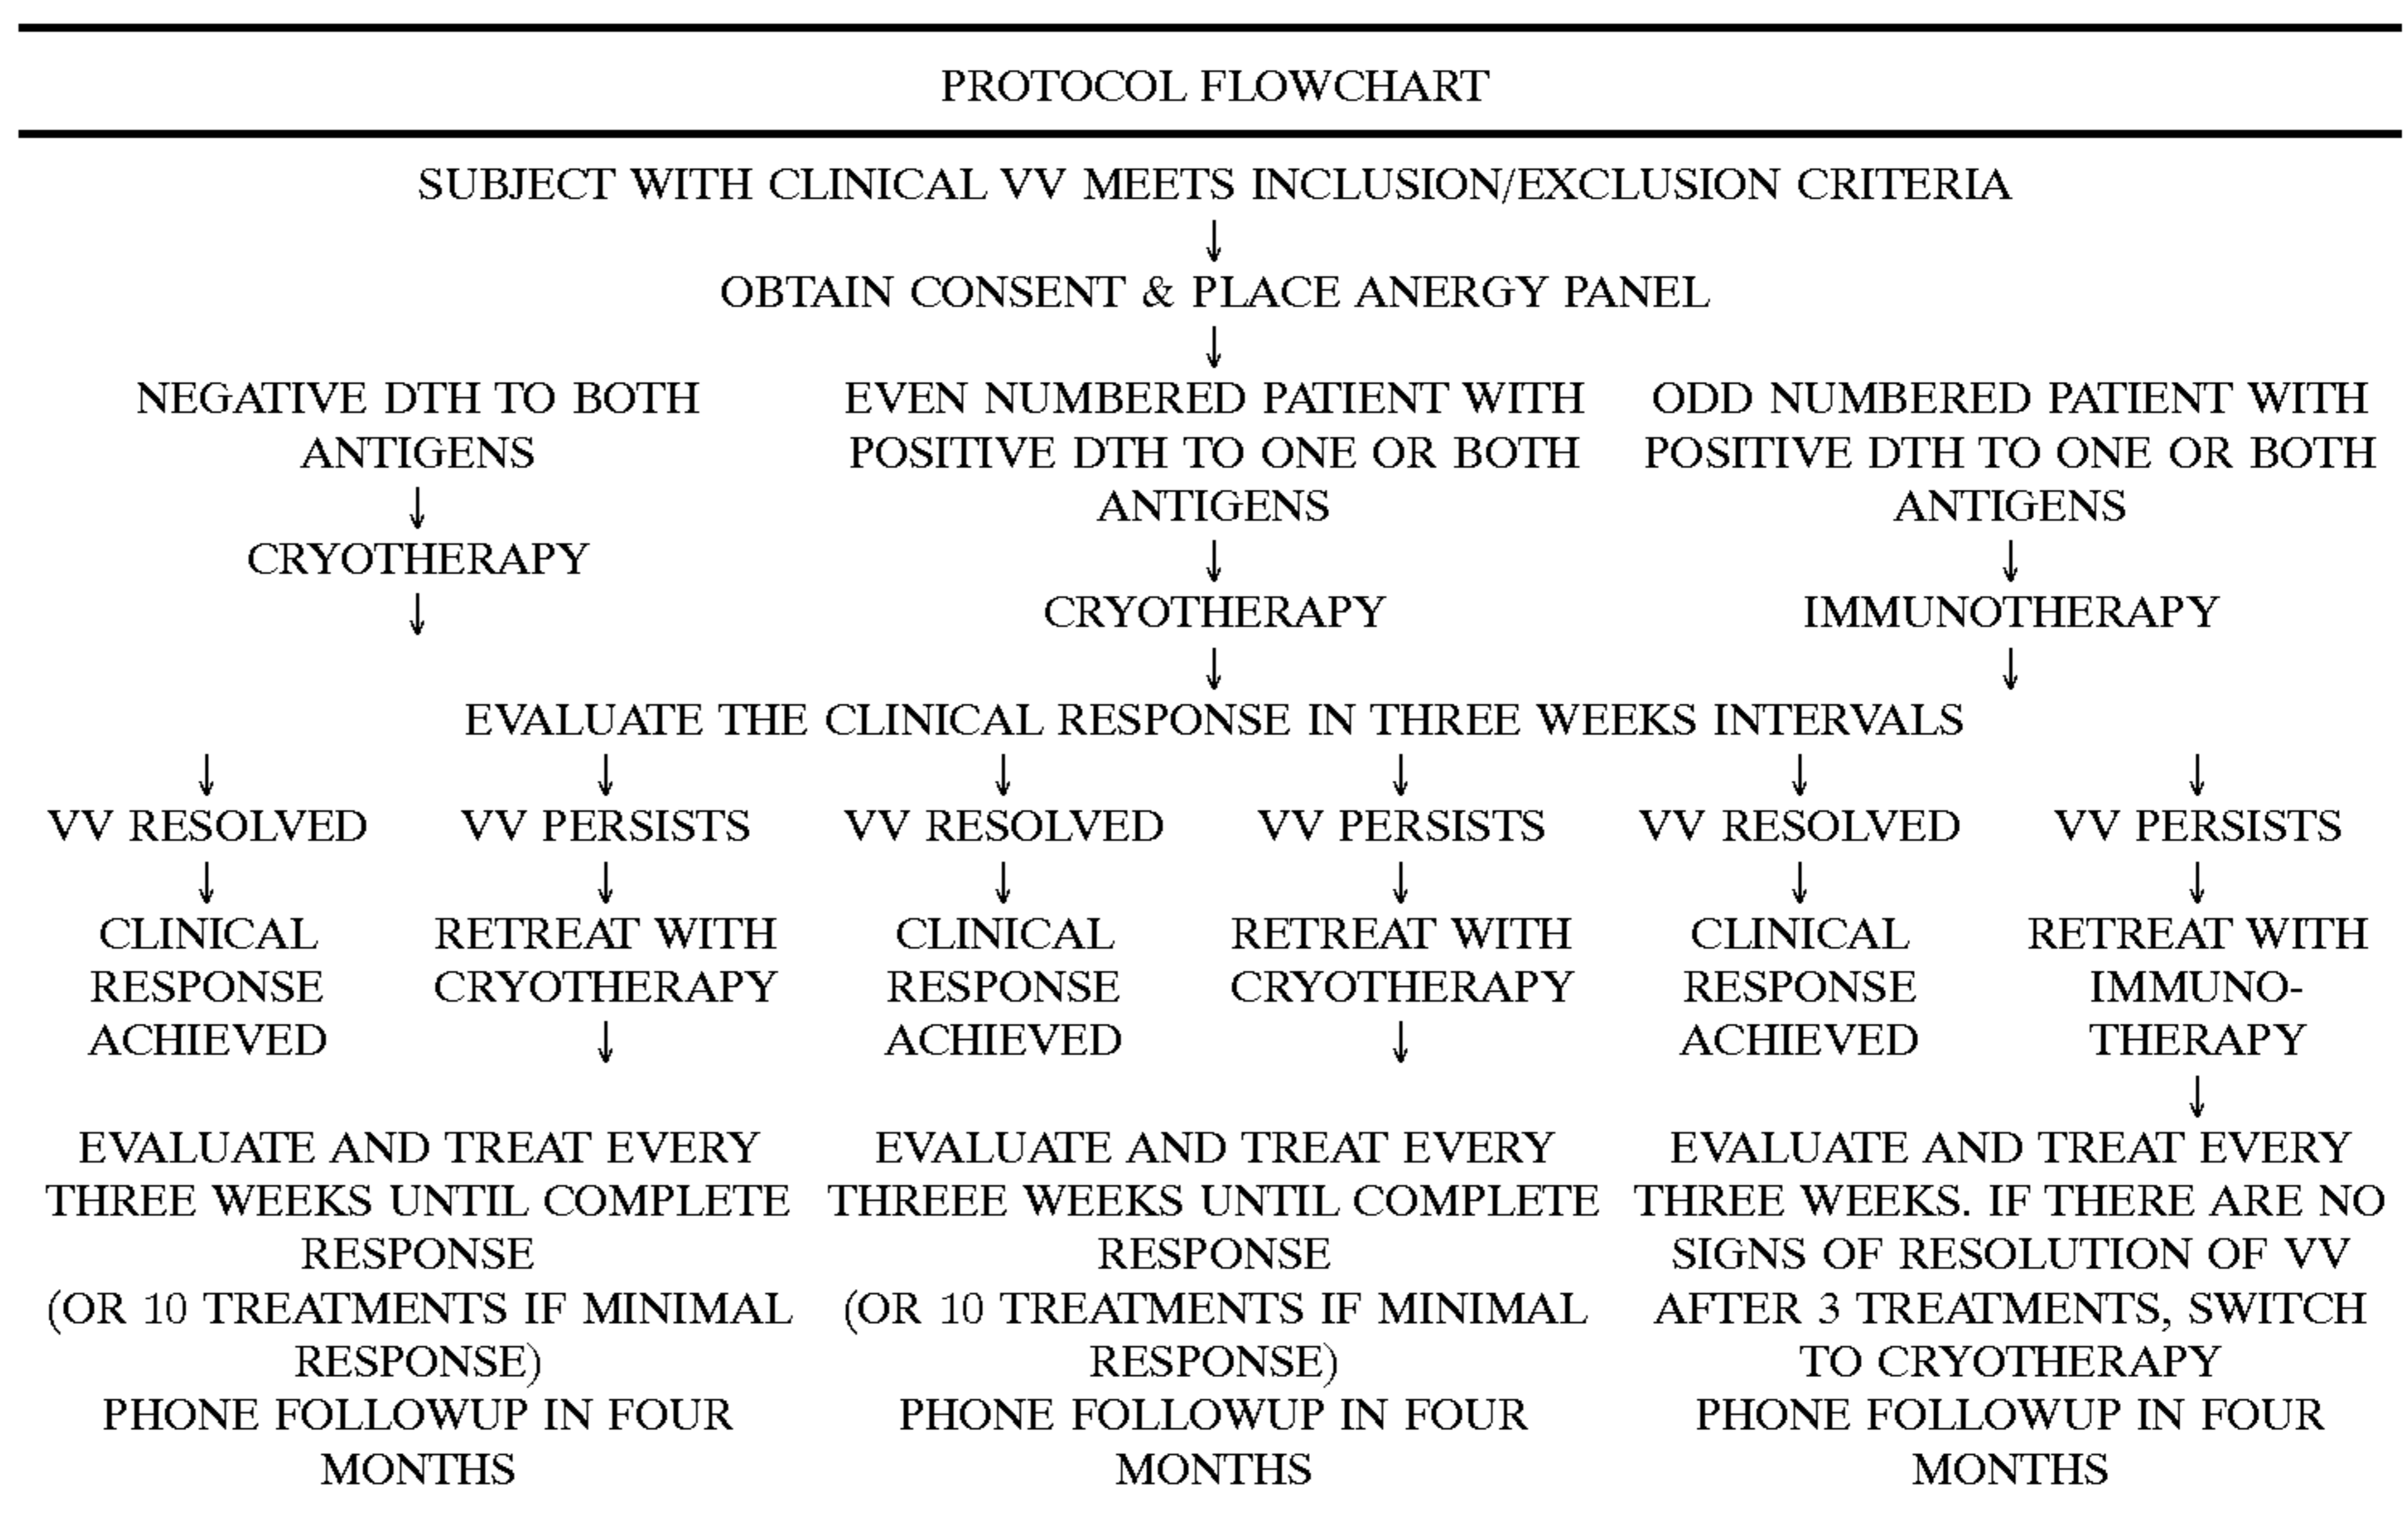 PROTOCOL FLOWCHART
SUBJECT WITH CLINICAL VV MEETS INCLUSION/EXCLUSION CRITERIA
↓
OBTAIN CONSENT & PLACE ANERGY PANEL
↓
NEGATIVE DTH TO BOTH
ANTIGENS
↓
CRYOTHERAPY
↓
EVEN NUMBERED PATIENT WITH
POSITIVE DTH TO ONE OR BOTH
ANTIGENS
↓
CRYOTHERAPY
↓
ODD NUMBERED PATIENT WITH
POSITIVE DTH TO ONE OR BOTH
ANTIGENS
↓
IMMUNOTHERAPY
↓
EVALUATE THE CLINICAL RESPONSE IN THREE WEEKS INTERVALS
↓
VV RESOLVED
↓
CLINICAL
RESPONSE
ACHIEVED
↓
VV PERSISTS
↓
RETREAT WITH
CRYOTHERAPY
↓
↓
VV RESOLVED
↓
CLINICAL
RESPONSE
ACHIEVED
↓
VV PERSISTS
↓
RETREAT WITH
CRYOTHERAPY
↓
↓
VV RESOLVED
↓
CLINICAL
RESPONSE
ACHIEVED
↓
VV PERSISTS
↓
RETREAT WITH
IMMUNO-
THERAPY
↓
EVALUATE AND TREAT EVERY
THREE WEEKS UNTIL COMPLETE
RESPONSE
(OR 10 TREATMENTS IF MINIMAL
RESPONSE)
PHONE FOLLOWUP IN FOUR
MONTHS
EVALUATE AND TREAT EVERY
THREEE WEEKS UNTIL COMPLETE
RESPONSE
(OR 10 TREATMENTS IF MINIMAL
RESPONSE)
PHONE FOLLOWUP IN FOUR
MONTHS
EVALUATE AND TREAT EVERY
THREE WEEKS. IF THERE ARE NO
SIGNS OF RESOLUTION OF VV
AFTER 3 TREATMENTS, SWITCH
TO CRYOTHERAPY
PHONE FOLLOWUP IN FOUR
MONTHS